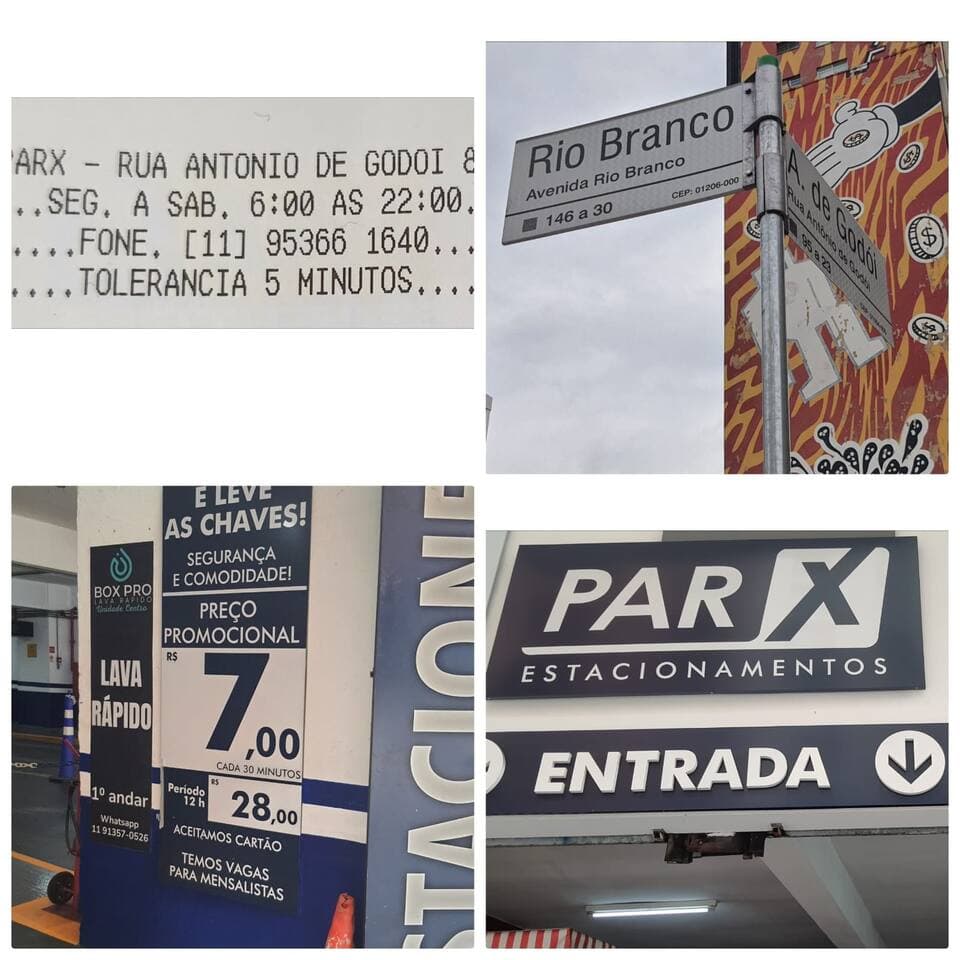 ARX - RUA ANTONIO DE GODOI 8
..SEG. A SAB. 6:00 AS 22:00.
....FONE. [11] 95366 1640...
....TOLERANCIA 5 MINUTOS....
Rio Branco
Avenida Rio Branco
CEP: 01206-000
146 a 30
A. de Godói
Rua Antônio de Godói
95 a 23
E LEVE
AS CHAVES!
SEGURANÇA
E COMODIDADE!
PREÇO
PROMOCIONAL
R$
7,00
CADA 30 MINUTOS
Período
12 h
R$
28,00
ACEITAMOS CARTÃO
TEMOS VAGAS
PARA MENSALISTAS
BOX PRO
LAVA RÁPIDO
Unidade Centro
LAVA
RÁPIDO
1º andar
Whatsapp
11 91357-0526
STACIONE
PARX
ESTACIONAMENTOS
ENTRADA